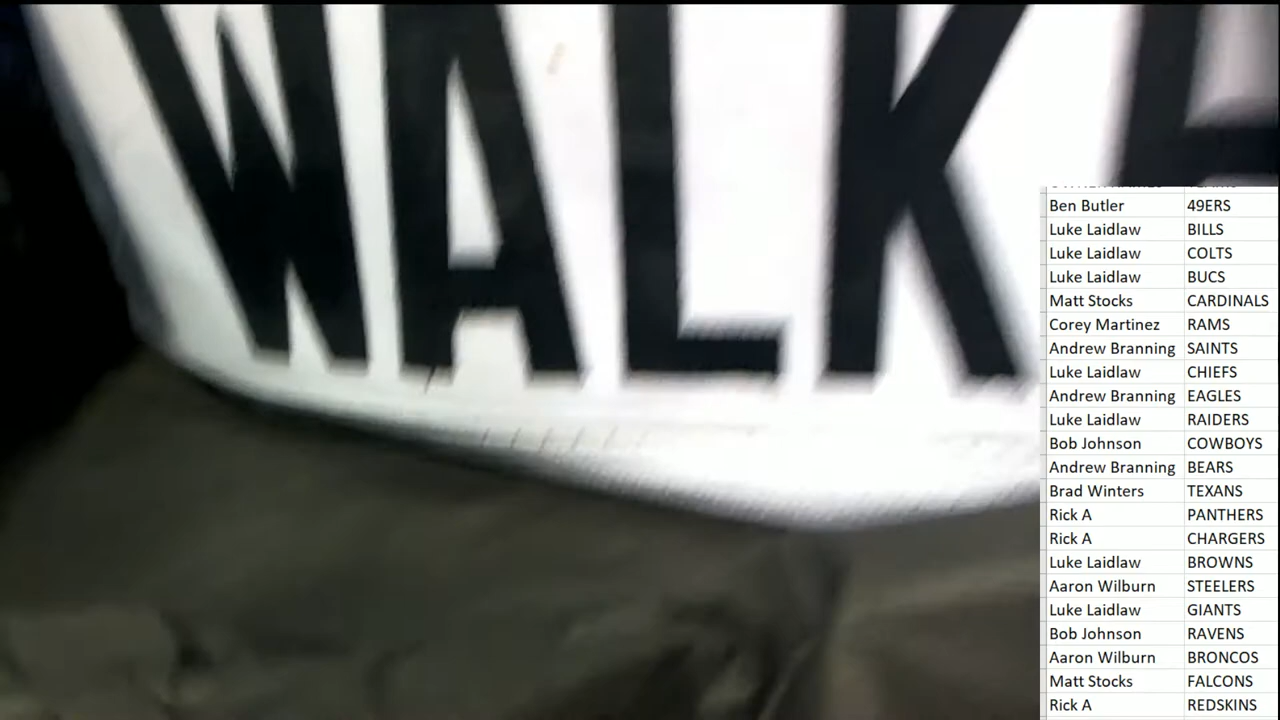 WALK
Ben Butler 49ERS
Luke Laidlaw BILLS
Luke Laidlaw COLTS
Luke Laidlaw BUCS
Matt Stocks CARDINALS
Corey Martinez RAMS
Andrew Branning SAINTS
Luke Laidlaw CHIEFS
Andrew Branning EAGLES
Luke Laidlaw RAIDERS
Bob Johnson COWBOYS
Andrew Branning BEARS
Brad Winters TEXANS
Rick A PANTHERS
Rick A CHARGERS
Luke Laidlaw BROWNS
Aaron Wilburn STEELERS
Luke Laidlaw GIANTS
Bob Johnson RAVENS
Aaron Wilburn BRONCOS
Matt Stocks FALCONS
Rick A REDSKINS